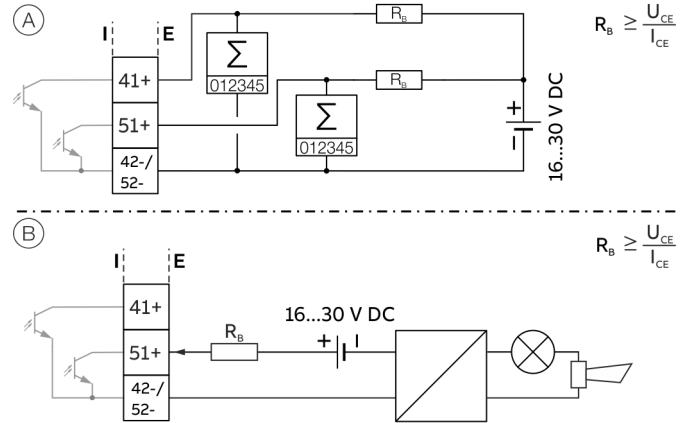 A
I E
R_B
R_B ≥ U_CE / I_CE
Σ
012345
41+
R_B
Σ
012345
51+
+
–
16...30 V DC
42-/
52-
B
I E
R_B ≥ U_CE / I_CE
41+
16...30 V DC
R_B
+ –
51+
42-/
52-